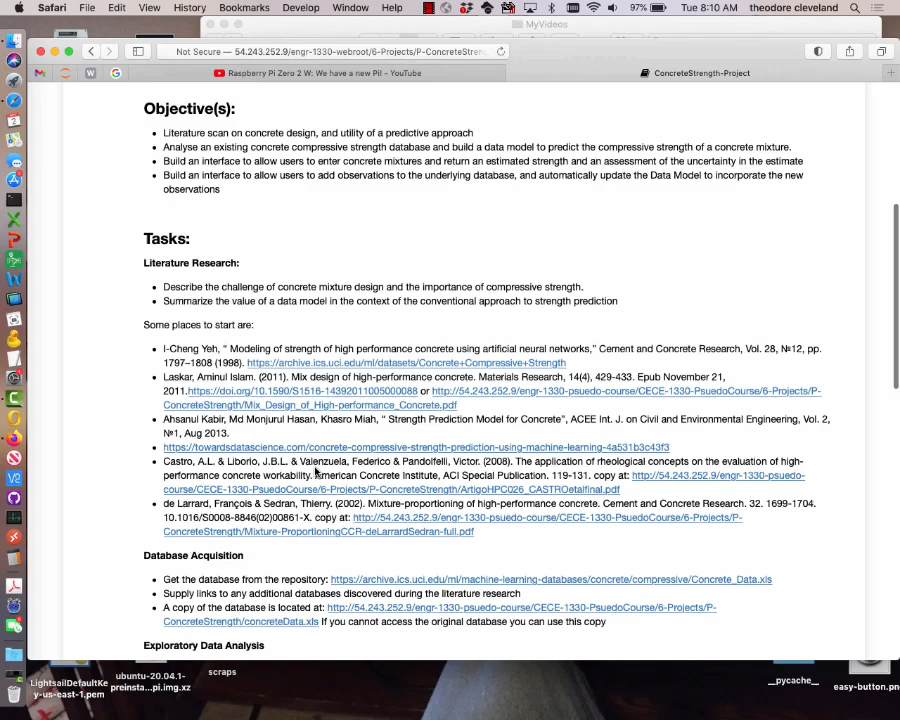 Safari File Edit View History Bookmarks Develop Window Help 97% Tue 8:10 AM theodore cleveland
MyVideos
Not Secure — 54.243.252.9/engr-1330-webroot/6-Projects/P-ConcreteStren
Raspberry Pi Zero 2 W: We have a new Pi! - YouTube
ConcreteStrength-Project
Objective(s):
• Literature scan on concrete design, and utility of a predictive approach
• Analyse an existing concrete compressive strength database and build a data model to predict the compressive strength of a concrete mixture.
• Build an interface to allow users to enter concrete mixtures and return an estimated strength and an assessment of the uncertainty in the estimate
• Build an interface to allow users to add observations to the underlying database, and automatically update the Data Model to incorporate the new
observations
Tasks:
Literature Research:
• Describe the challenge of concrete mixture design and the importance of compressive strength.
• Summarize the value of a data model in the context of the conventional approach to strength prediction
Some places to start are:
• I-Cheng Yeh, “ Modeling of strength of high performance concrete using artificial neural networks,” Cement and Concrete Research, Vol. 28, №12, pp.
1797–1808 (1998). https://archive.ics.uci.edu/ml/datasets/Concrete+Compressive+Strength
• Laskar, Aminul Islam. (2011). Mix design of high-performance concrete. Materials Research, 14(4), 429-433. Epub November 21,
2011.https://doi.org/10.1590/S1516-14392011005000088 or http://54.243.252.9/engr-1330-psuedo-course/CECE-1330-PsuedoCourse/6-Projects/P-
ConcreteStrength/Mix_Design_of_High-performance_Concrete.pdf
• Ahsanul Kabir, Md Monjurul Hasan, Khasro Miah, “ Strength Prediction Model for Concrete”, ACEE Int. J. on Civil and Environmental Engineering, Vol. 2,
№1, Aug 2013.
• https://towardsdatascience.com/concrete-compressive-strength-prediction-using-machine-learning-4a531b3c43f3
• Castro, A.L. & Liborio, J.B.L. & Valenzuela, Federico & Pandolfelli, Victor. (2008). The application of rheological concepts on the evaluation of high-
performance concrete workability. American Concrete Institute, ACI Special Publication. 119-131. copy at: http://54.243.252.9/engr-1330-psuedo-
course/CECE-1330-PsuedoCourse/6-Projects/P-ConcreteStrength/ArtigoHPC026_CASTROetalfinal.pdf
• de Larrard, François & Sedran, Thierry. (2002). Mixture-proportioning of high-performance concrete. Cement and Concrete Research. 32. 1699-1704.
10.1016/S0008-8846(02)00861-X. copy at: http://54.243.252.9/engr-1330-psuedo-course/CECE-1330-PsuedoCourse/6-Projects/P-
ConcreteStrength/Mixture-ProportioningCCR-deLarrardSedran-full.pdf
Database Acquisition
• Get the database from the repository: https://archive.ics.uci.edu/ml/machine-learning-databases/concrete/compressive/Concrete_Data.xls
• Supply links to any additional databases discovered during the literature research
• A copy of the database is located at: http://54.243.252.9/engr-1330-psuedo-course/CECE-1330-PsuedoCourse/6-Projects/P-
ConcreteStrength/concreteData.xls If you cannot access the original database you can use this copy
Exploratory Data Analysis
LightsailDefaultKe
y-us-east-1.pem
ubuntu-20.04.1-
preinsta...pi.img.xz
scraps
__pycache__
easy-button.pn